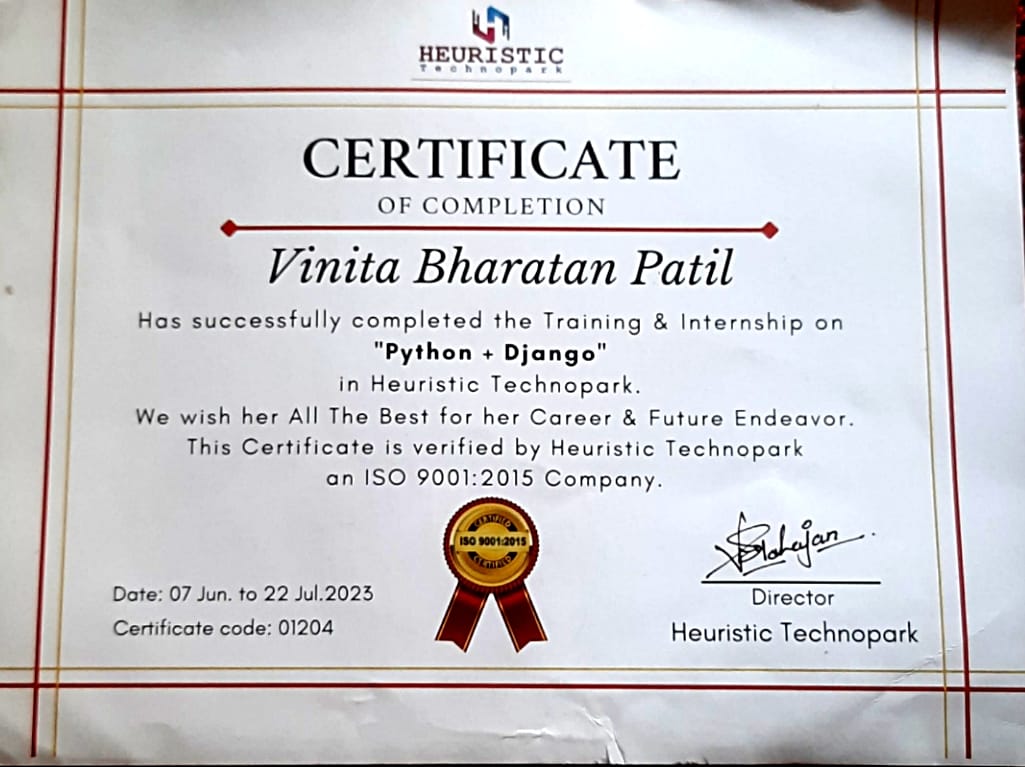 HEURISTIC
Technopark
CERTIFICATE
OF COMPLETION
Vinita Bharatan Patil
Has successfully completed the Training & Internship on
"Python + Django"
in Heuristic Technopark.
We wish her All The Best for her Career & Future Endeavor.
This Certificate is verified by Heuristic Technopark
an ISO 9001:2015 Company.
CERTIFIED
ISO 9001:2015
CERTIFIED
Date: 07 Jun. to 22 Jul.2023
Certificate code: 01204
Director
Heuristic Technopark